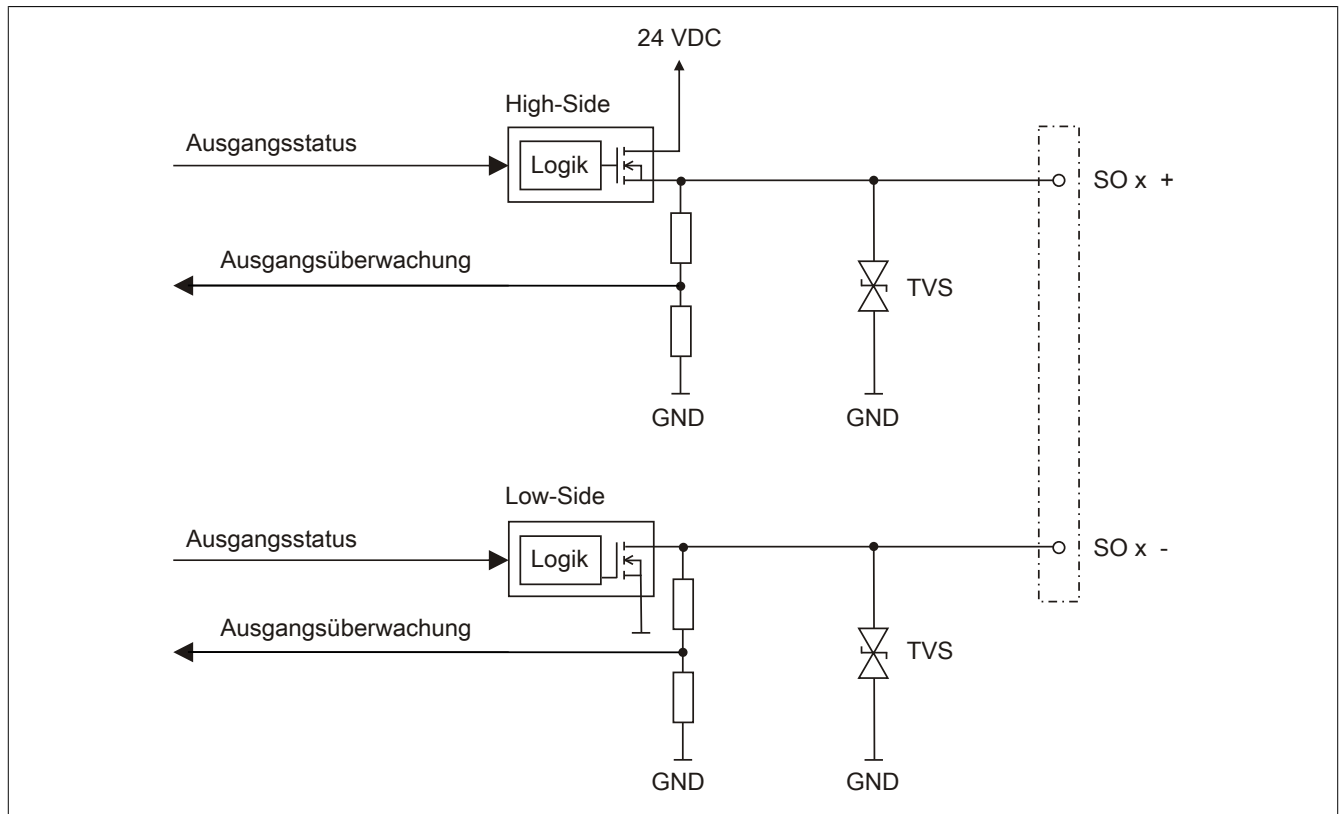 24 VDC
High-Side
Ausgangsstatus
Logik
SO x +
Ausgangsüberwachung
TVS
GND
GND
Low-Side
Ausgangsstatus
Logik
SO x -
Ausgangsüberwachung
TVS
GND
GND